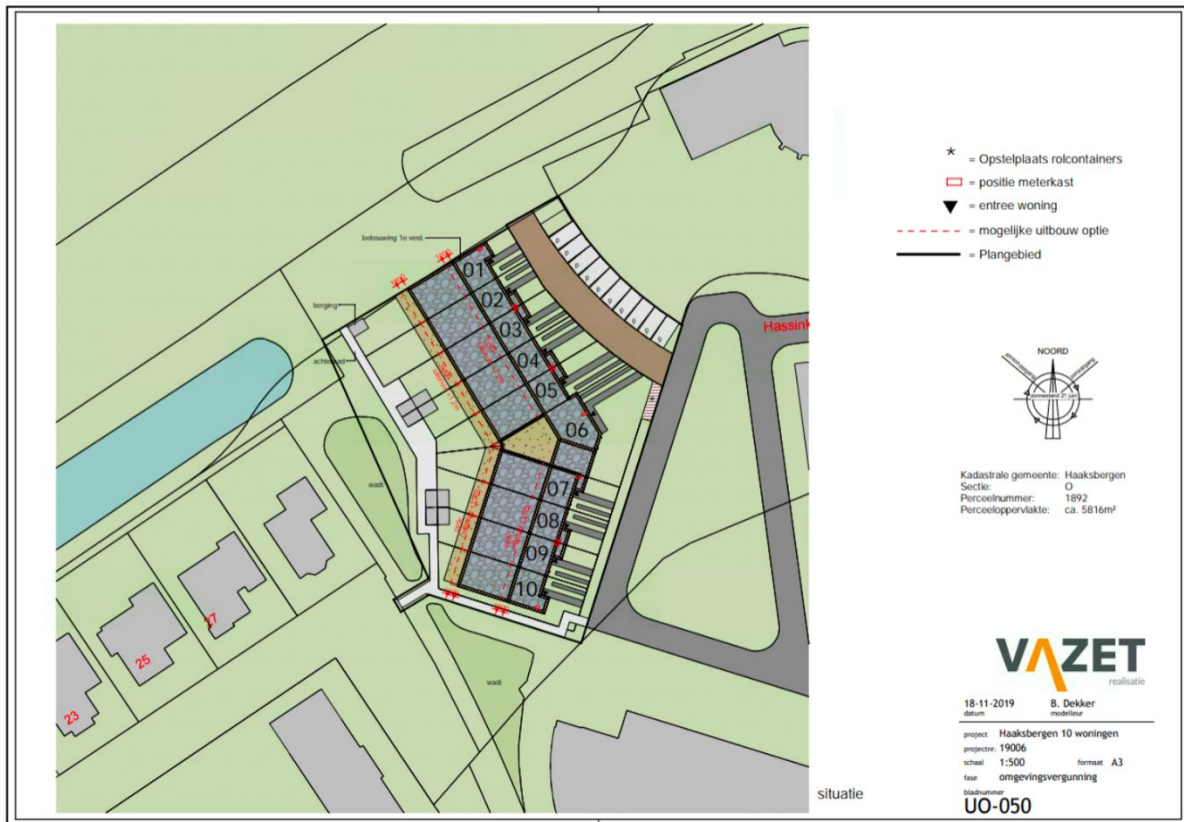 * = Opstelplaats rolcontainers
= positie meterkast
= entree woning
= mogelijke uitbouw optie
= Plangebied
bebouwing 1e verd.
01
02
03
04
05
06
07
08
09
10
berging
wadi
wadi
27
25
23
Hassink
NOORD
zonnestand 21 juni
Kadastrale gemeente: Haaksbergen
Sectie: O
Perceelnummer: 1892
Perceeloppervlakte: ca. 5816m²
VAZET
realisatie
18-11-2019 B. Dekker
datum modelleur
project Haaksbergen 10 woningen
projectnr. 19006
schaal 1:500 formaat A3
fase omgevingsvergunning
bladnummer
UO-050
situatie